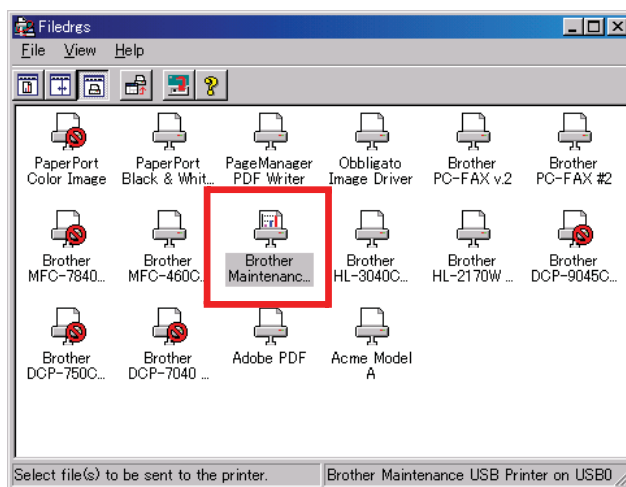 Filedrgs
File View Help
PaperPort Color Image
PaperPort Black & Whit...
PageManager PDF Writer
Obbligato Image Driver
Brother PC-FAX v.2
Brother PC-FAX #2
Brother MFC-7840...
Brother MFC-460C...
Brother Maintenanc...
Brother HL-3040C...
Brother HL-2170W ...
Brother DCP-9045C...
Brother DCP-750C...
Brother DCP-7040 ...
Adobe PDF
Acme Model A
Select file(s) to be sent to the printer.
Brother Maintenance USB Printer on USB0